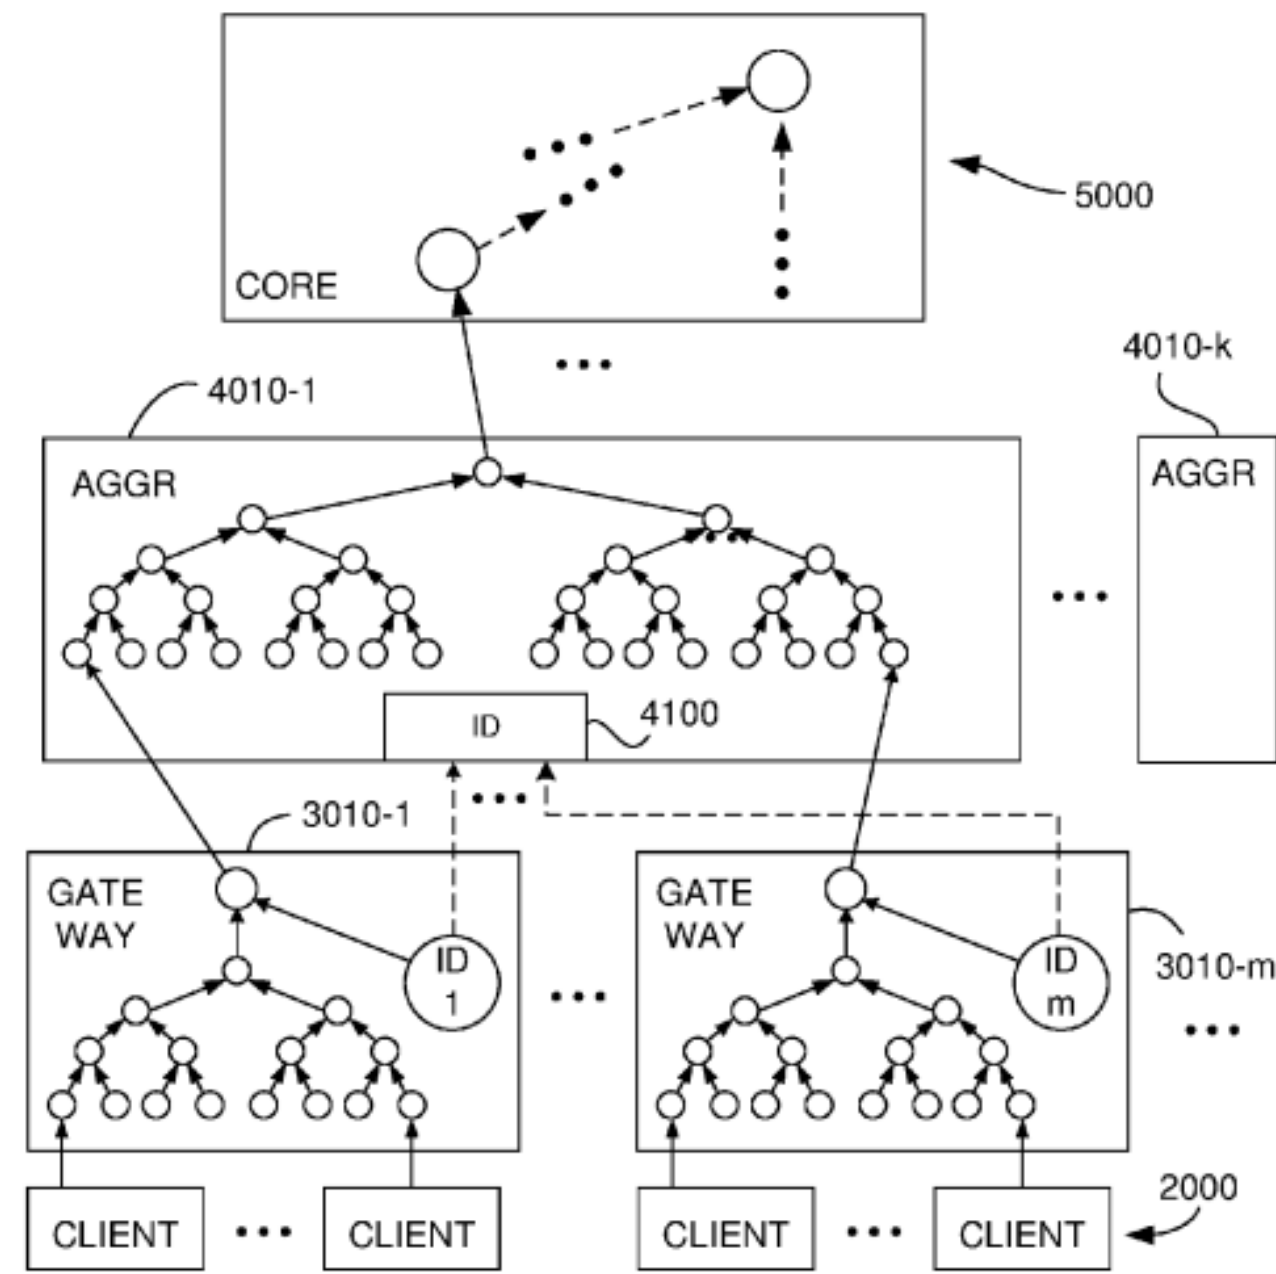 5000
CORE
4010-k
4010-1
AGGR
AGGR
ID
4100
3010-1
GATE
WAY
GATE
WAY
ID
1
ID
m
3010-m
2000
CLIENT
CLIENT
CLIENT
CLIENT